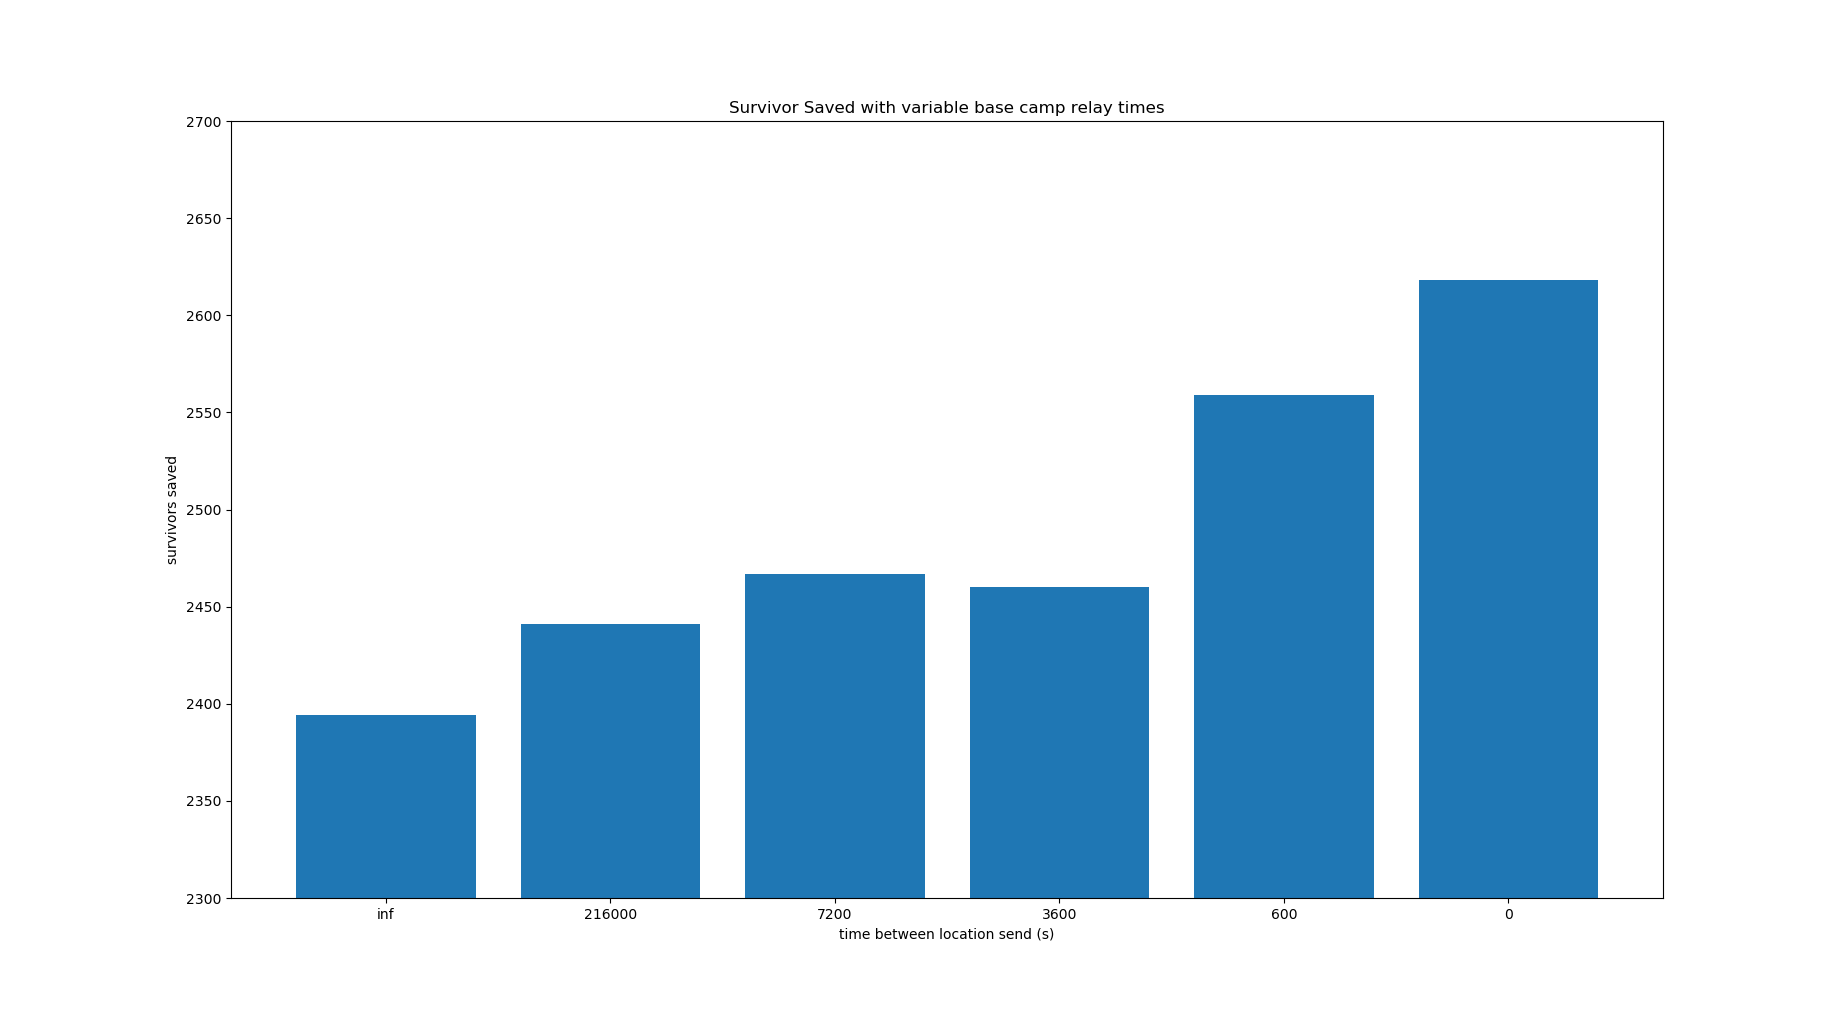 Survivor Saved with variable base camp relay times
2700
2650
2600
2550
2500
2450
2400
2350
2300
survivors saved
inf 216000 7200 3600 600 0
time between location send (s)